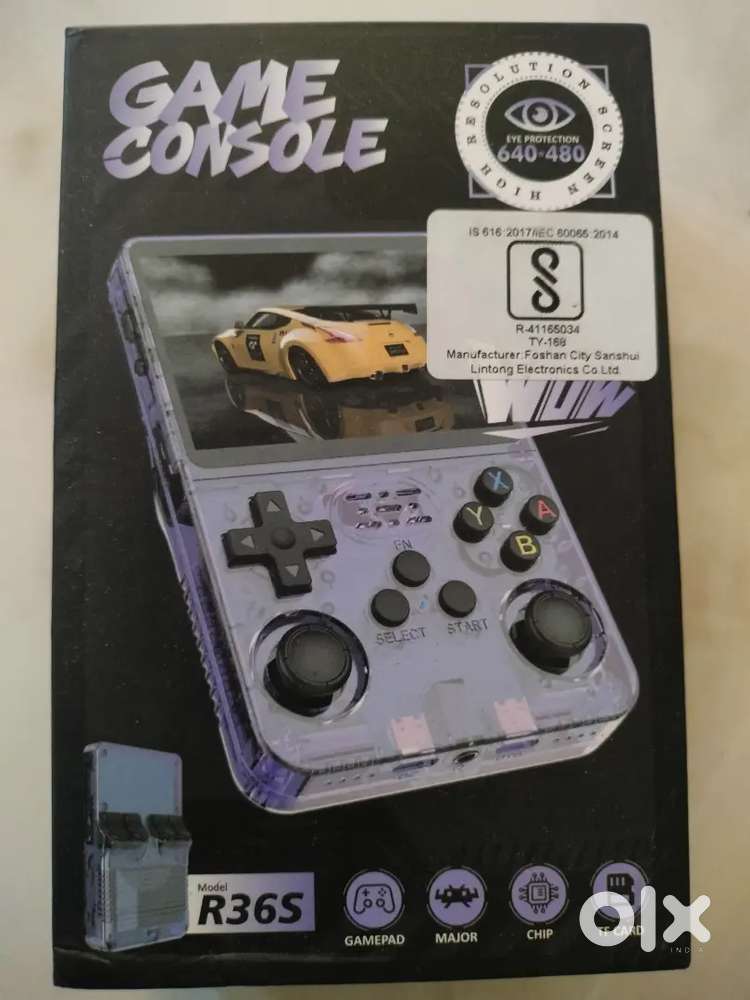 GAME
CONSOLE
HIGH RESOLUTION SCREEN
EYE PROTECTION
640*480
IS 616:2017/IEC 60065:2014
R-41165034
TY-168
Manufacturer:Foshan City Sanshui
Lintong Electronics Co.Ltd.
WOW
X
Y
A
B
FN
SELECT
START
Model
R36S
GAMEPAD
MAJOR
CHIP
TF CARD
olx
INDIA